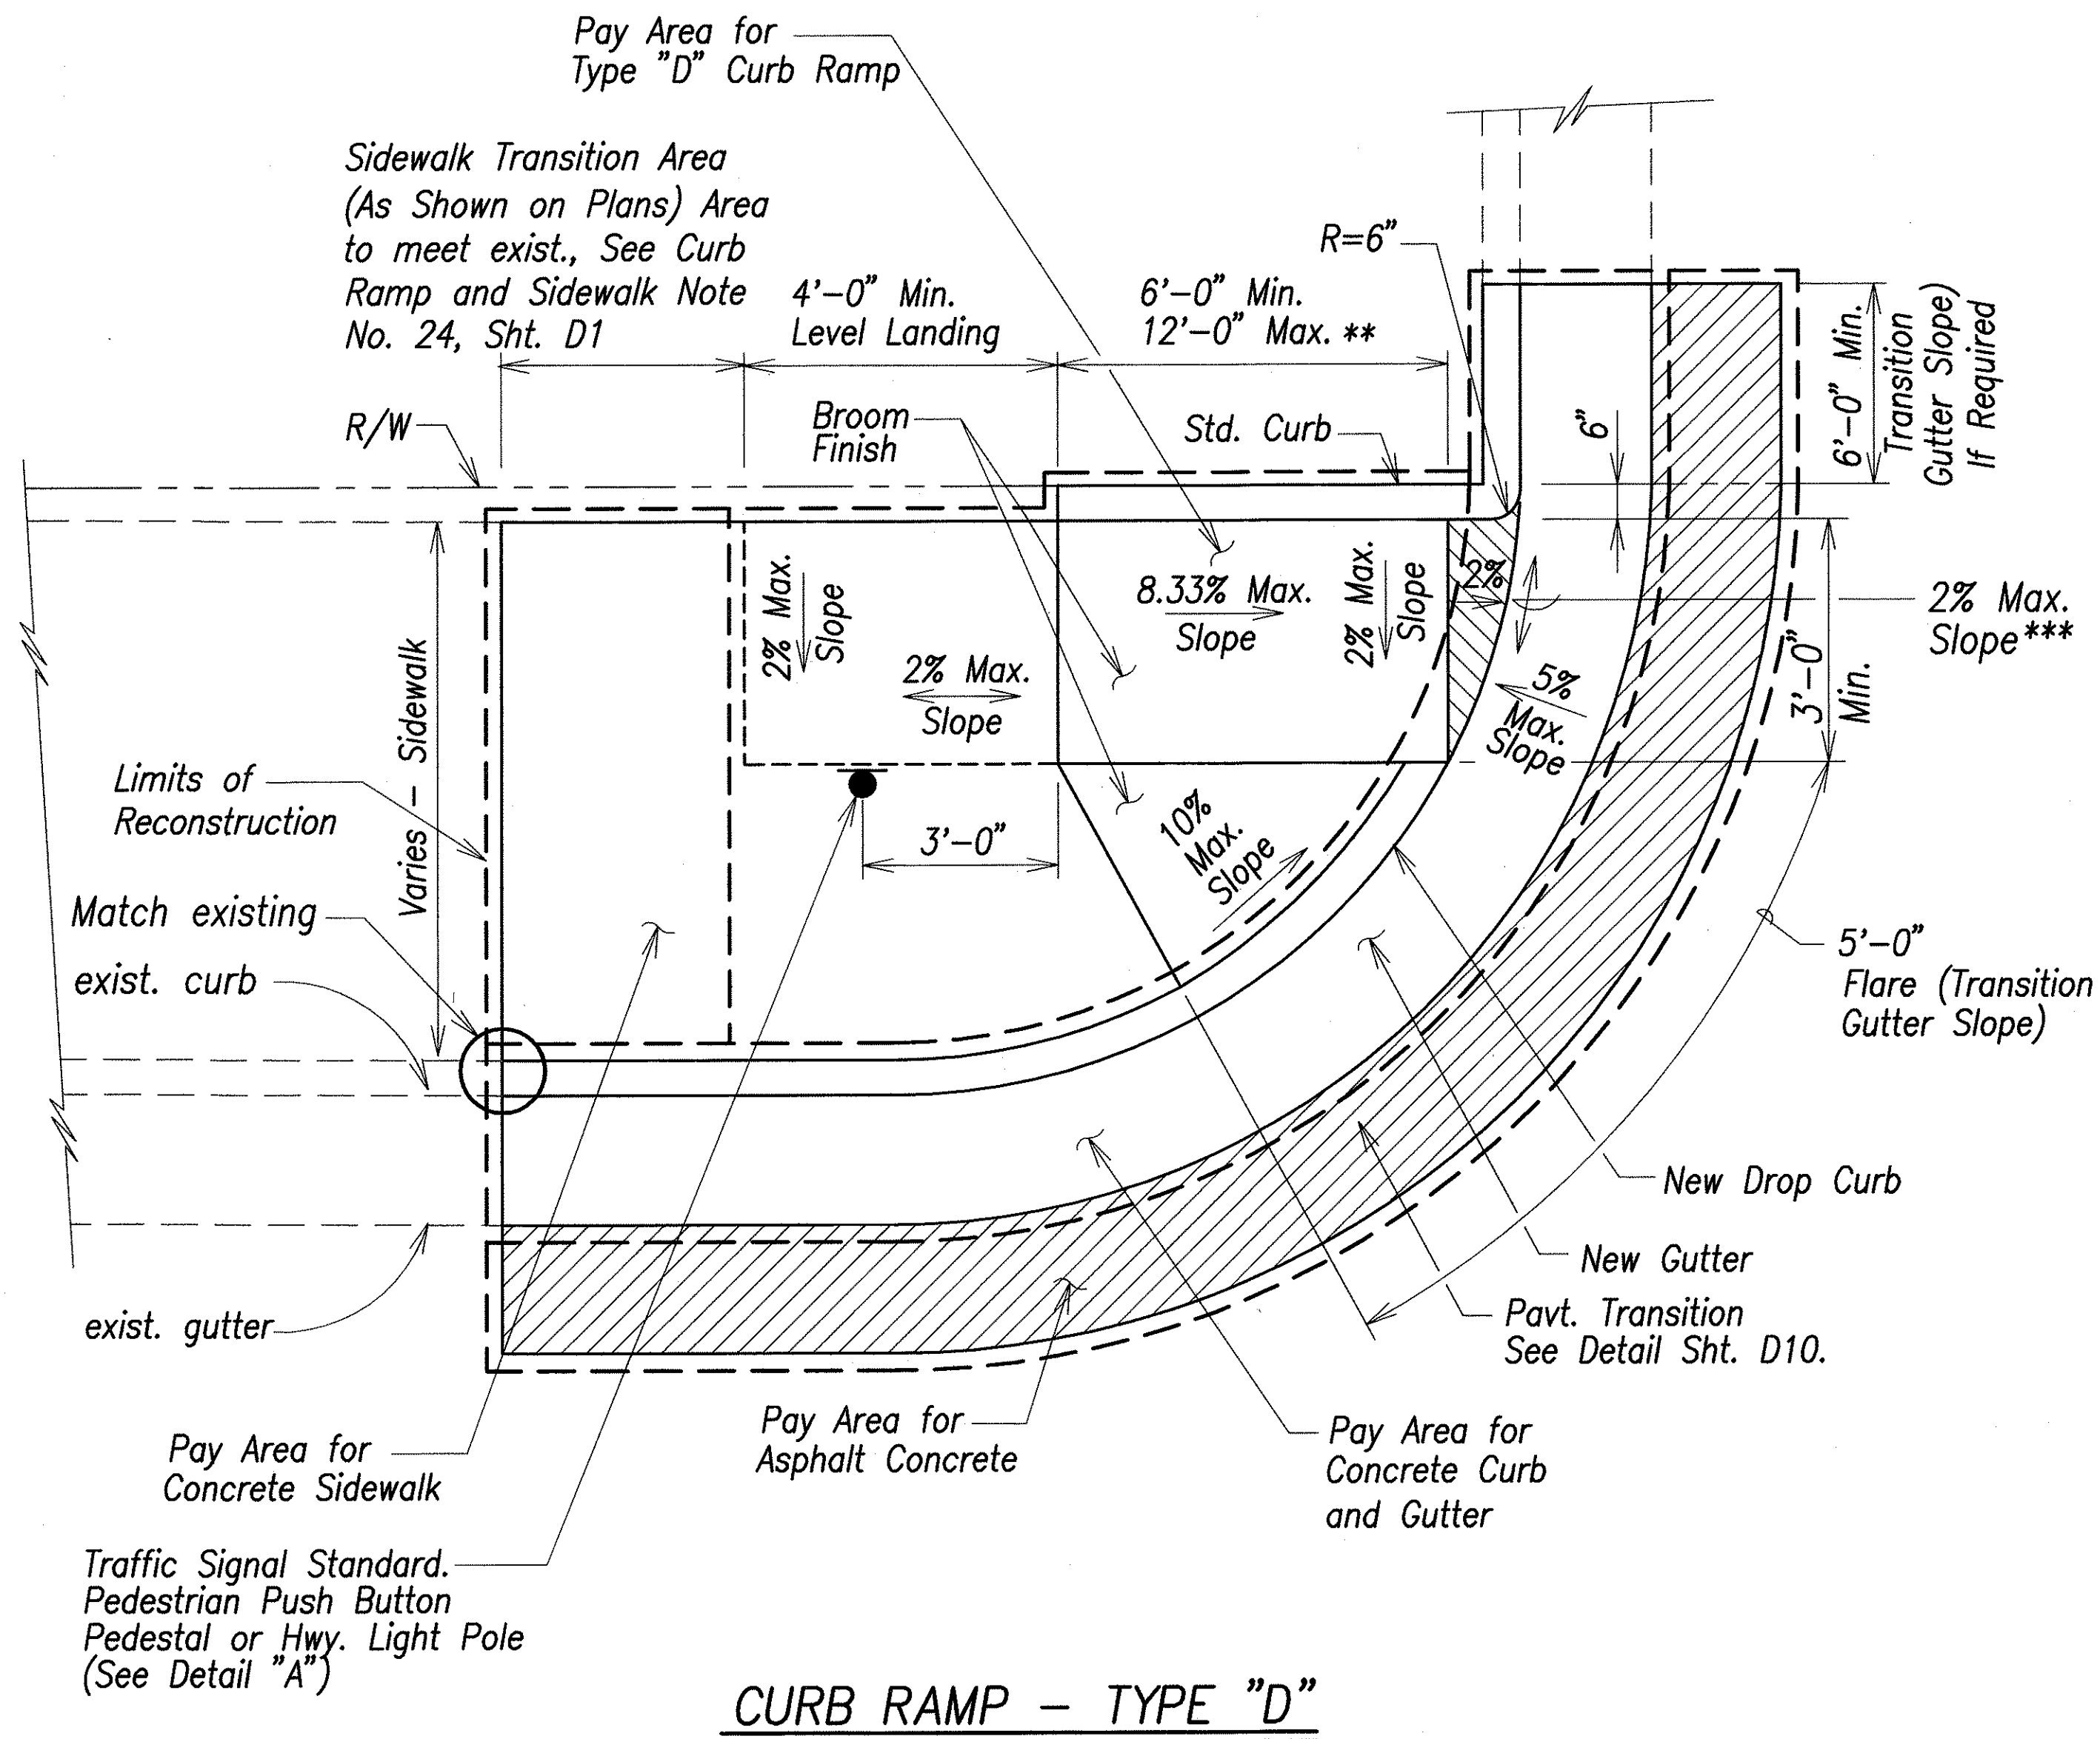 Pay Area for
Type "D" Curb Ramp
Sidewalk Transition Area
(As Shown on Plans) Area
to meet exist., See Curb
Ramp and Sidewalk Note
No. 24, Sht. D1
4'-0" Min.
Level Landing
6'-0" Min.
12'-0" Max. **
R=6"
R/W
Broom
Finish
Std. Curb
6"
6'-0" Min.
Transition
Gutter Slope)
If Required
2% Max.
Slope
8.33% Max.
Slope
2% Max.
Slope
2%
2% Max.
Slope***
2% Max.
Slope
5%
Max.
Slope
3'-0"
Min.
Varies - Sidewalk
Limits of
Reconstruction
3'-0"
10%
Max.
Slope
Match existing
exist. curb
5'-0"
Flare (Transition
Gutter Slope)
New Drop Curb
New Gutter
exist. gutter
Pavt. Transition
See Detail Sht. D10.
Pay Area for
Concrete Sidewalk
Pay Area for
Asphalt Concrete
Pay Area for
Concrete Curb
and Gutter
Traffic Signal Standard.
Pedestrian Push Button
Pedestal or Hwy. Light Pole
(See Detail "A")
CURB RAMP - TYPE "D"